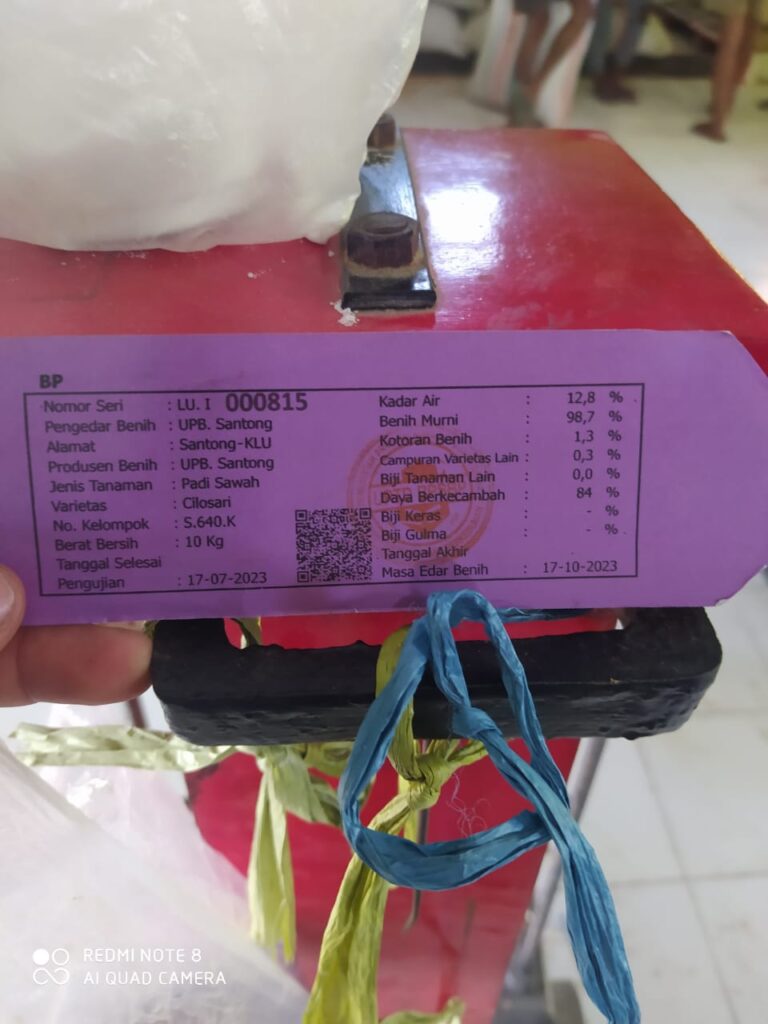 BP
Nomor Seri : LU. I 000815
Pengedar Benih : UPB. Santong
Alamat : Santong-KLU
Produsen Benih : UPB. Santong
Jenis Tanaman : Padi Sawah
Varietas : Cilosari
No. Kelompok : S.640.K
Berat Bersih : 10 Kg
Tanggal Selesai
Pengujian : 17-07-2023
Kadar Air : 12,8 %
Benih Murni : 98,7 %
Kotoran Benih : 1,3 %
Campuran Varietas Lain : 0,3 %
Biji Tanaman Lain : 0,0 %
Daya Berkecambah : 84 %
Biji Keras : - %
Biji Gulma : - %
Tanggal Akhir
Masa Edar Benih : 17-10-2023
REDMI NOTE 8
AI QUAD CAMERA